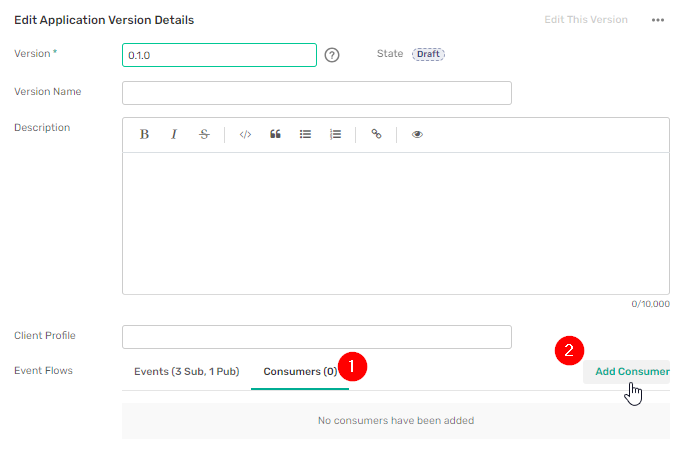 Edit Application Version Details Edit This Version •••
Version * 0.1.0 ? State Draft
Version Name
Description B I S </>
0/10,000
Client Profile
2
Event Flows Events (3 Sub, 1 Pub) Consumers (0) 1 Add Consumer
No consumers have been added